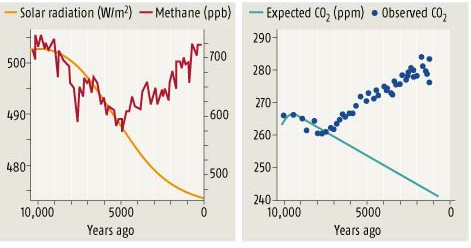 Solar radiation (W/m²) Methane (ppb)
500
490
480
700
600
500
10,000 5000 0
Years ago
Expected CO₂ (ppm) Observed CO₂
290
280
270
260
250
240
10,000 5000 0
Years ago